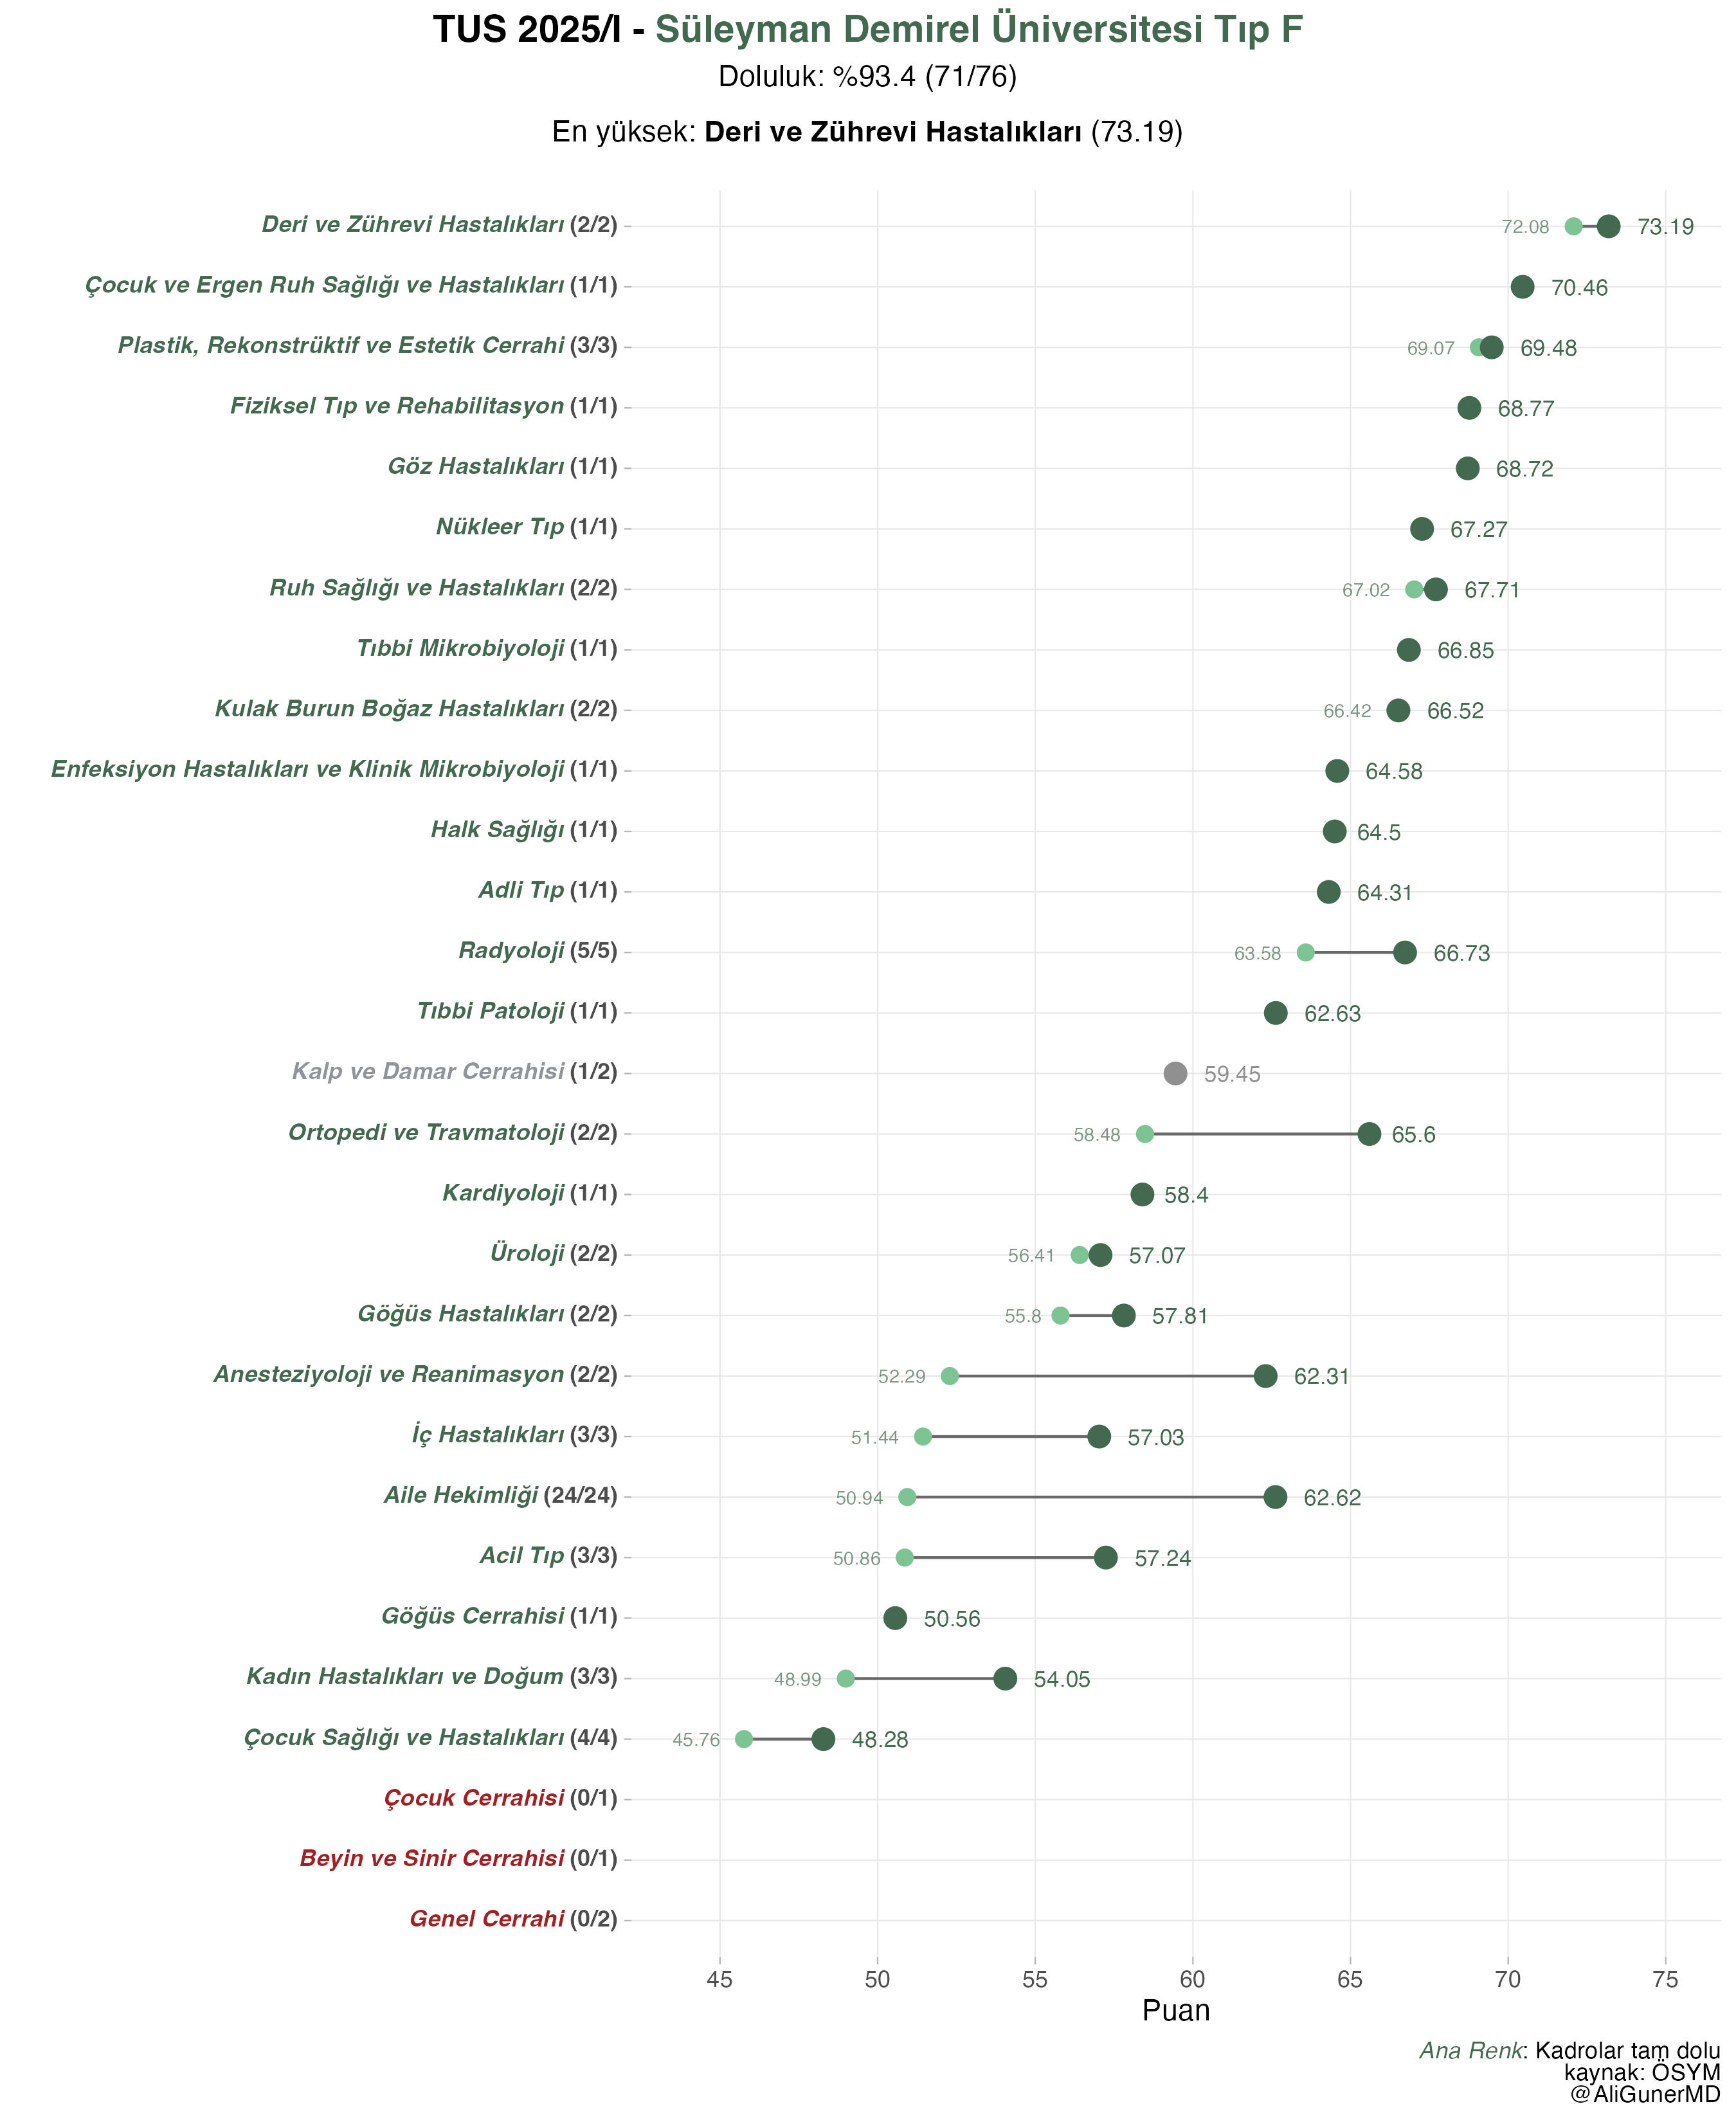 TUS 2025/I - Süleyman Demirel Üniversitesi Tıp F
Doluluk: %93.4 (71/76)
En yüksek: Deri ve Zührevi Hastalıkları (73.19)
Deri ve Zührevi Hastalıkları (2/2) 72.08 73.19
Çocuk ve Ergen Ruh Sağlığı ve Hastalıkları (1/1) 70.46
Plastik, Rekonstrüktif ve Estetik Cerrahi (3/3) 69.07 69.48
Fiziksel Tıp ve Rehabilitasyon (1/1) 68.77
Göz Hastalıkları (1/1) 68.72
Nükleer Tıp (1/1) 67.27
Ruh Sağlığı ve Hastalıkları (2/2) 67.02 67.71
Tıbbi Mikrobiyoloji (1/1) 66.85
Kulak Burun Boğaz Hastalıkları (2/2) 66.42 66.52
Enfeksiyon Hastalıkları ve Klinik Mikrobiyoloji (1/1) 64.58
Halk Sağlığı (1/1) 64.5
Adli Tıp (1/1) 64.31
Radyoloji (5/5) 63.58 66.73
Tıbbi Patoloji (1/1) 62.63
Kalp ve Damar Cerrahisi (1/2) 59.45
Ortopedi ve Travmatoloji (2/2) 58.48 65.6
Kardiyoloji (1/1) 58.4
Üroloji (2/2) 56.41 57.07
Göğüs Hastalıkları (2/2) 55.8 57.81
Anesteziyoloji ve Reanimasyon (2/2) 52.29 62.31
İç Hastalıkları (3/3) 51.44 57.03
Aile Hekimliği (24/24) 50.94 62.62
Acil Tıp (3/3) 50.86 57.24
Göğüs Cerrahisi (1/1) 50.56
Kadın Hastalıkları ve Doğum (3/3) 48.99 54.05
Çocuk Sağlığı ve Hastalıkları (4/4) 45.76 48.28
Çocuk Cerrahisi (0/1)
Beyin ve Sinir Cerrahisi (0/1)
Genel Cerrahi (0/2)
45 50 55 60 65 70 75
Puan
Ana Renk: Kadrolar tam dolu
kaynak: ÖSYM
@AliGunerMD